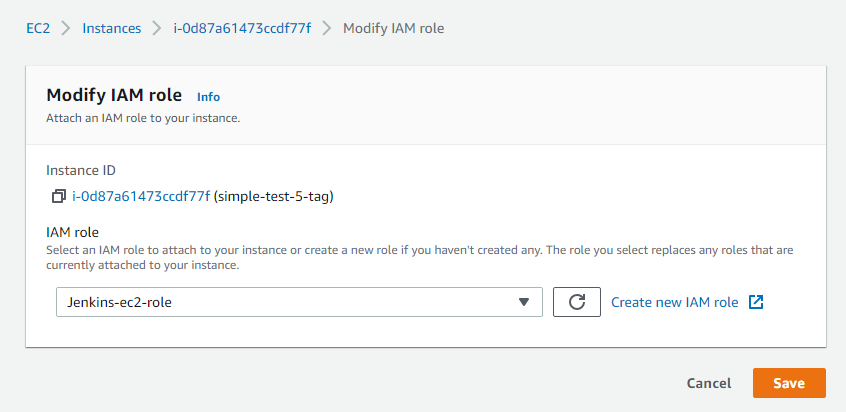 EC2 > Instances > i-0d87a61473ccdf77f > Modify IAM role
Modify IAM role Info
Attach an IAM role to your instance.
Instance ID
i-0d87a61473ccdf77f (simple-test-5-tag)
IAM role
Select an IAM role to attach to your instance or create a new role if you haven't created any. The role you select replaces any roles that are
currently attached to your instance.
Jenkins-ec2-role Create new IAM role
Cancel Save